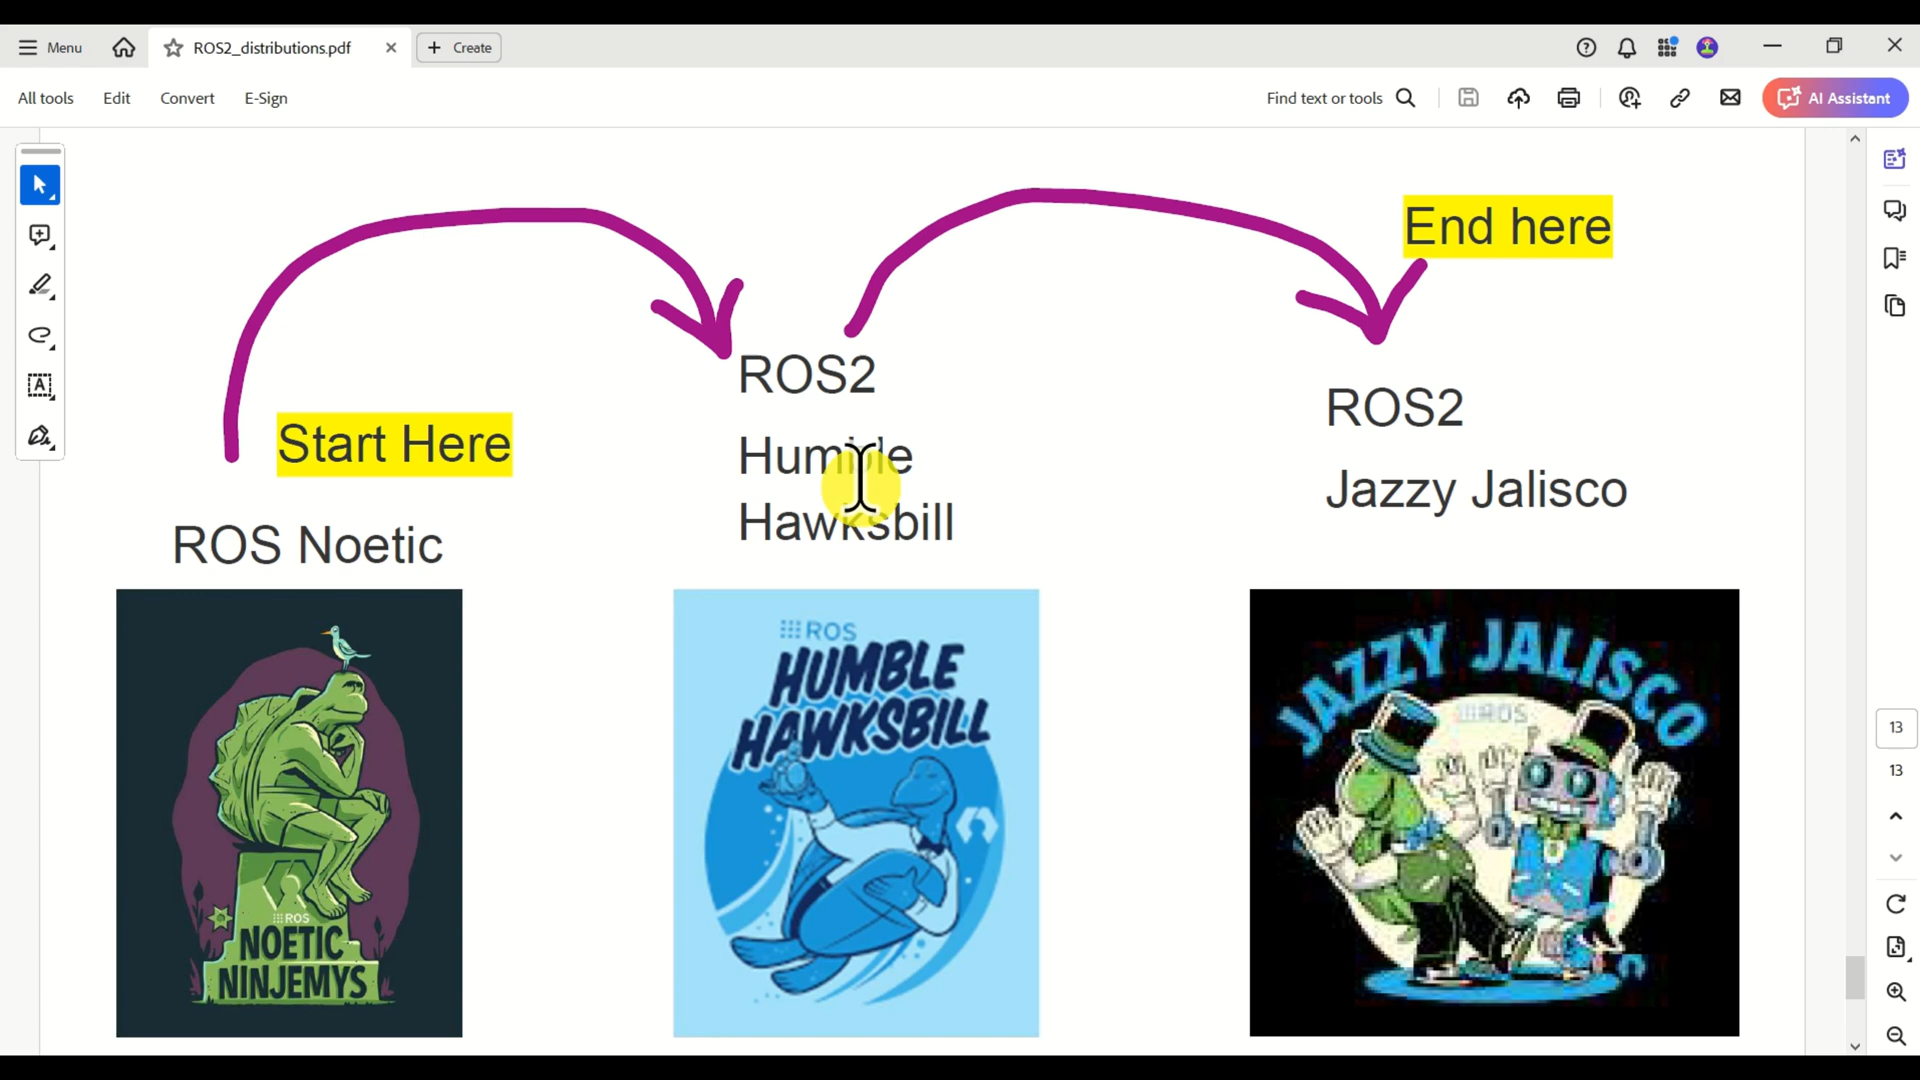 Menu
ROS2_distributions.pdf
Create
All tools
Edit
Convert
E-Sign
Find text or tools
AI Assistant
End here
Start Here
ROS2
Humble
Hawksbill
ROS2
Jazzy Jalisco
ROS Noetic
ROS
NOETIC
NINJEMYS
ROS
HUMBLE
HAWKSBILL
JAZZY JALISCO
ROS
13
13